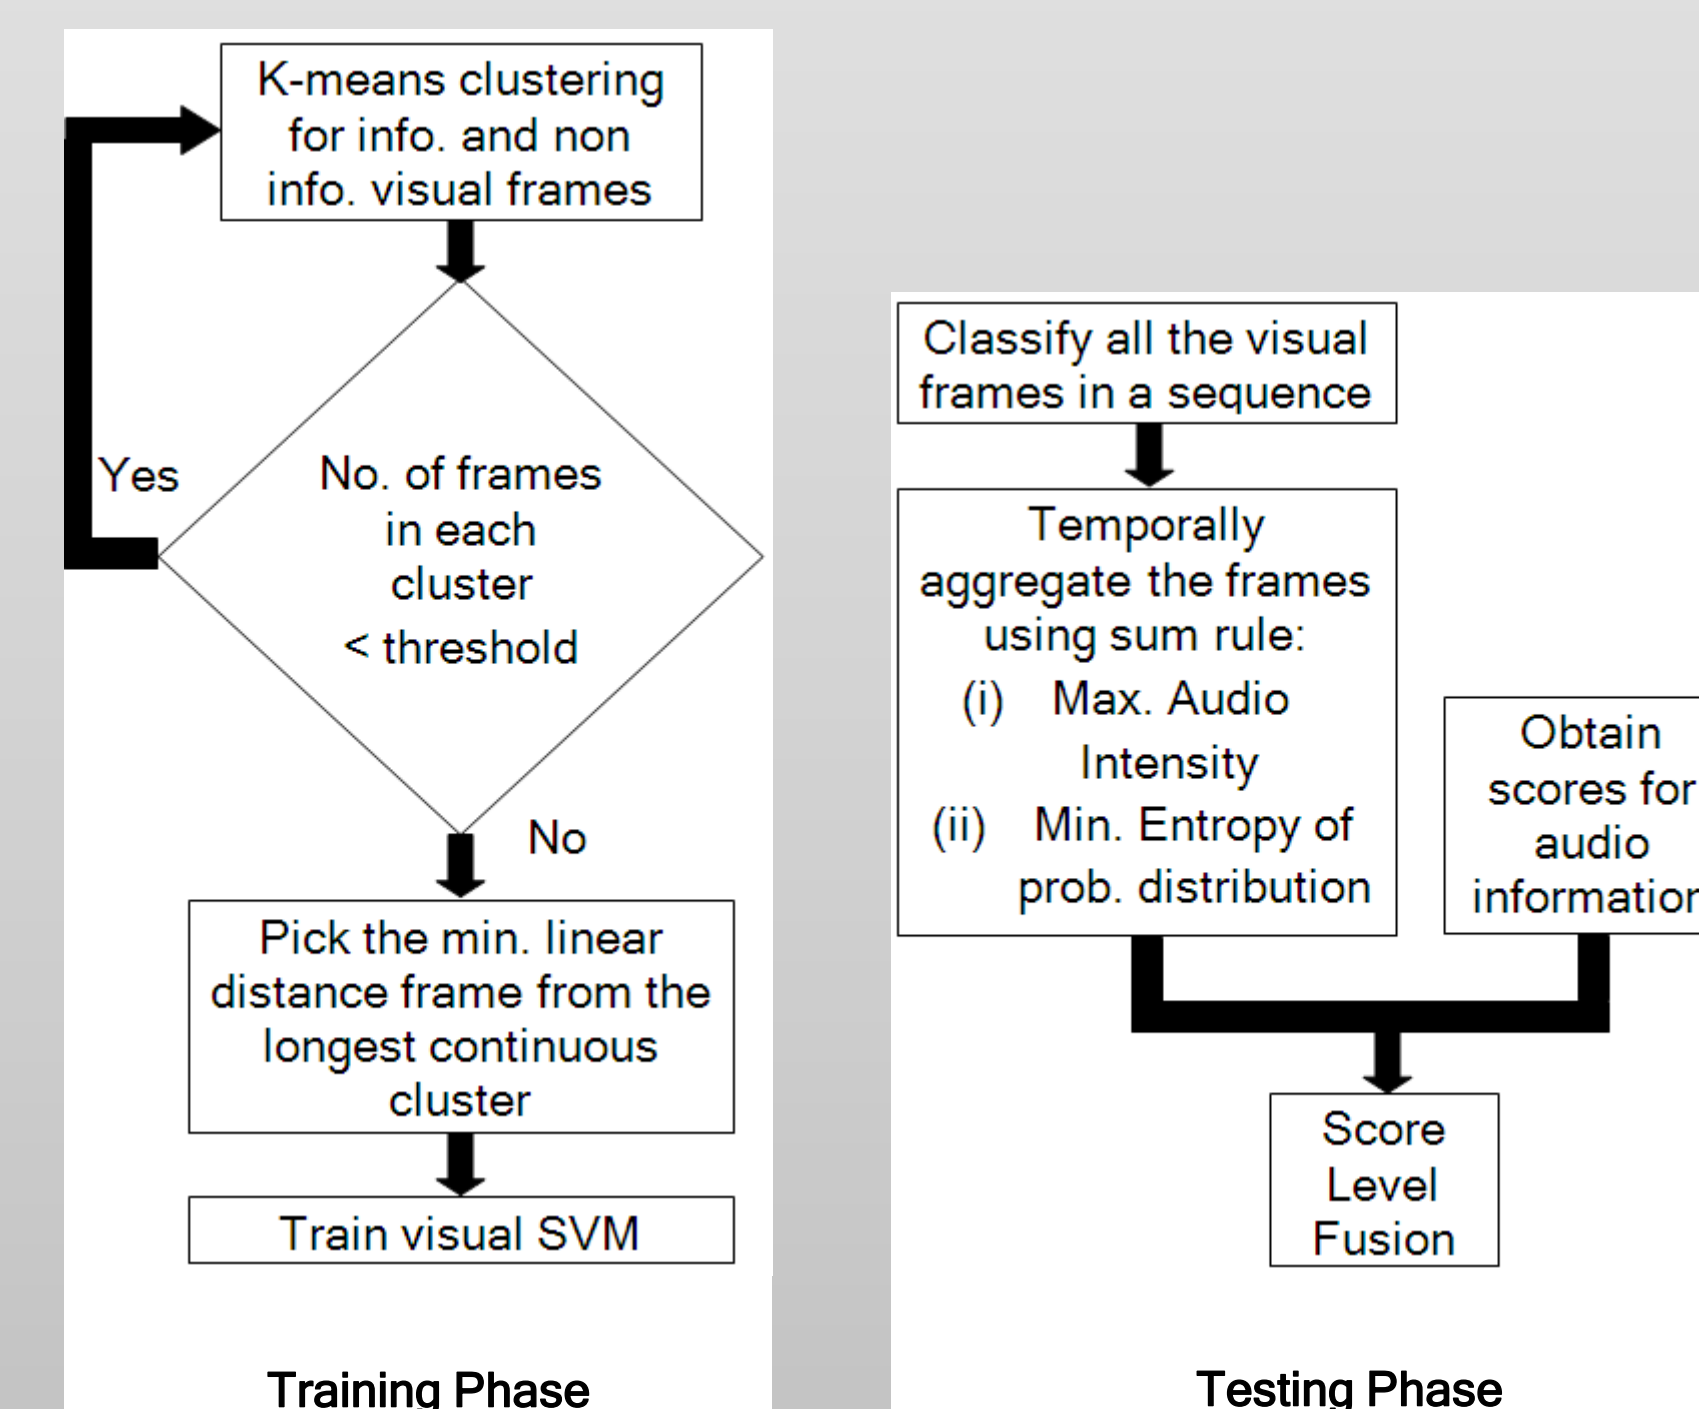 K-means clustering
for info. and non
info. visual frames
Yes
No. of frames
in each
cluster
< threshold
No
Pick the min. linear
distance frame from the
longest continuous
cluster
Train visual SVM
Training Phase
Classify all the visual
frames in a sequence
Temporally
aggregate the frames
using sum rule:
(i) Max. Audio
Intensity
(ii) Min. Entropy of
prob. distribution
Obtain
scores for
audio
information
Score
Level
Fusion
Testing Phase